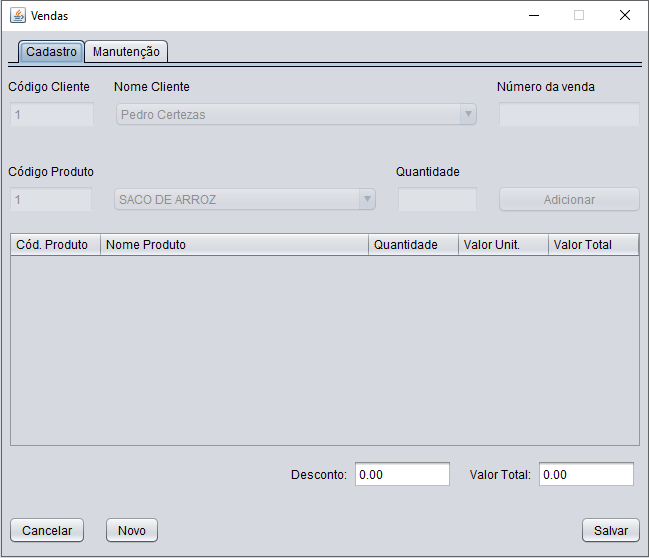 Vendas
Cadastro Manutenção
Código Cliente Nome Cliente Número da venda
1 Pedro Certezas
Código Produto Quantidade
1 SACO DE ARROZ Adicionar
Cód. Produto Nome Produto Quantidade Valor Unit. Valor Total
Desconto: 0.00 Valor Total: 0.00
Cancelar Novo Salvar